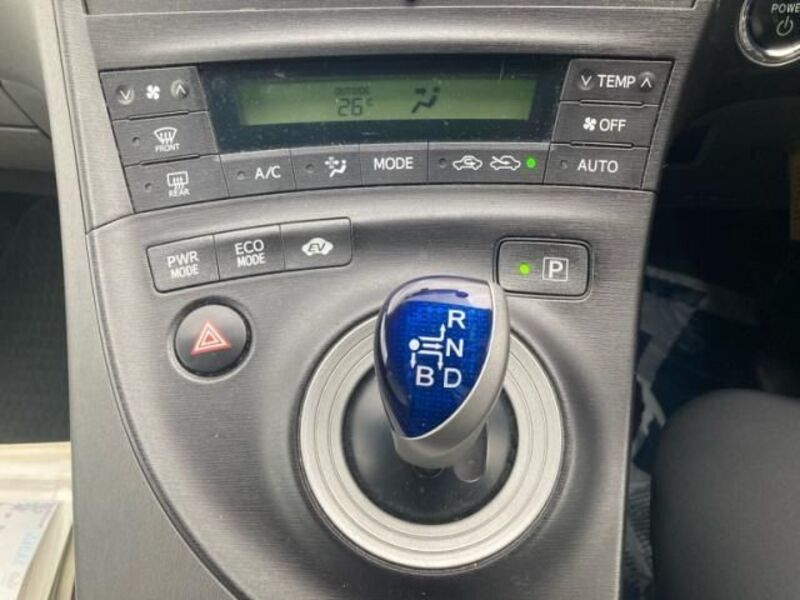 POWER
OUTSIDE
26°C
TEMP
OFF
FRONT
REAR
A/C
MODE
AUTO
PWR
MODE
ECO
MODE
EV
P
R
N
B D